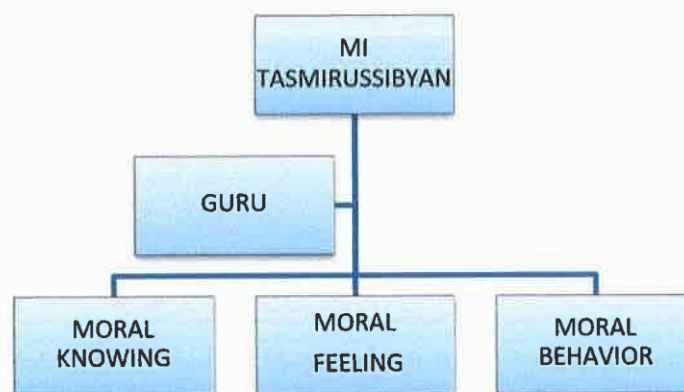 MI
TASMIRUSSIBYAN
GURU
MORAL
KNOWING
MORAL
FEELING
MORAL
BEHAVIOR